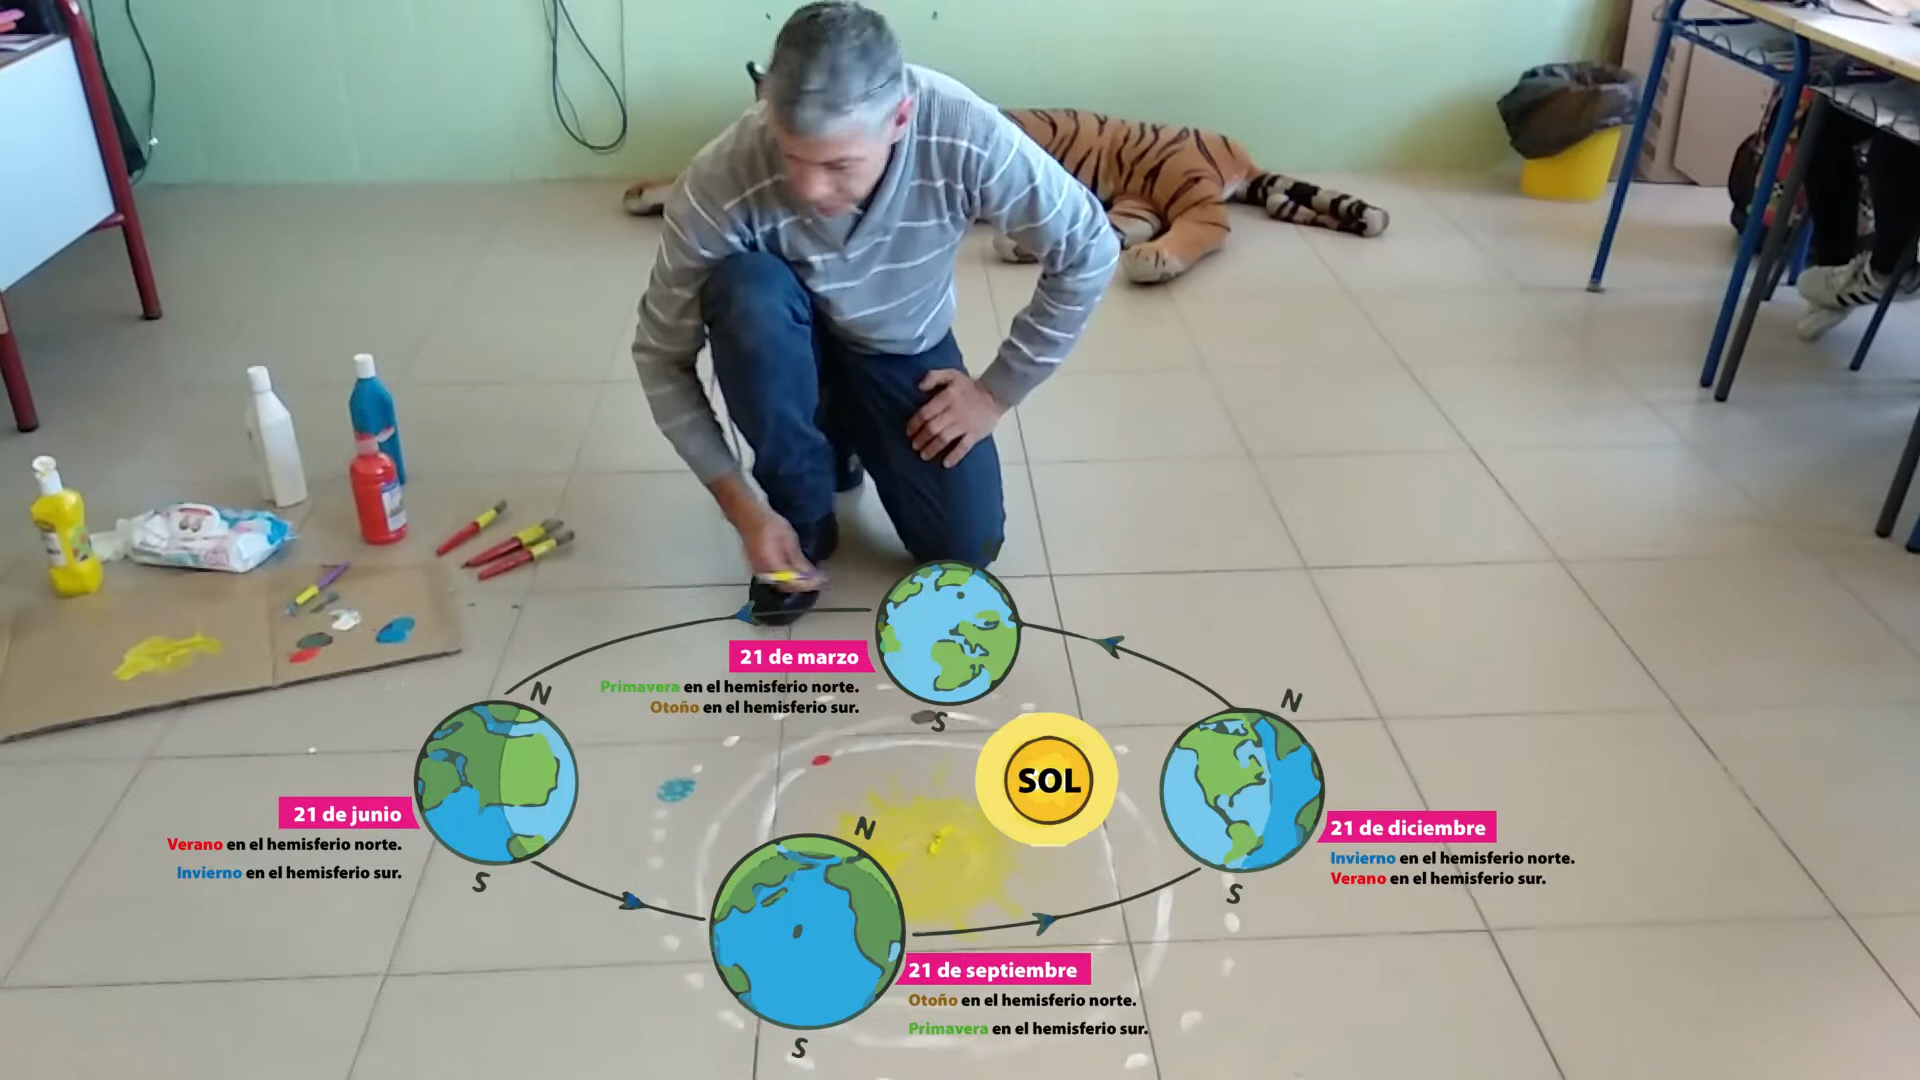 21 de marzo
Primavera en el hemisferio norte.
Otoño en el hemisferio sur.
S
SOL
N
21 de junio
Verano en el hemisferio norte.
Invierno en el hemisferio sur.
S
N
21 de diciembre
Invierno en el hemisferio norte.
Verano en el hemisferio sur.
S
N
21 de septiembre
Otoño en el hemisferio norte.
Primavera en el hemisferio sur.
S